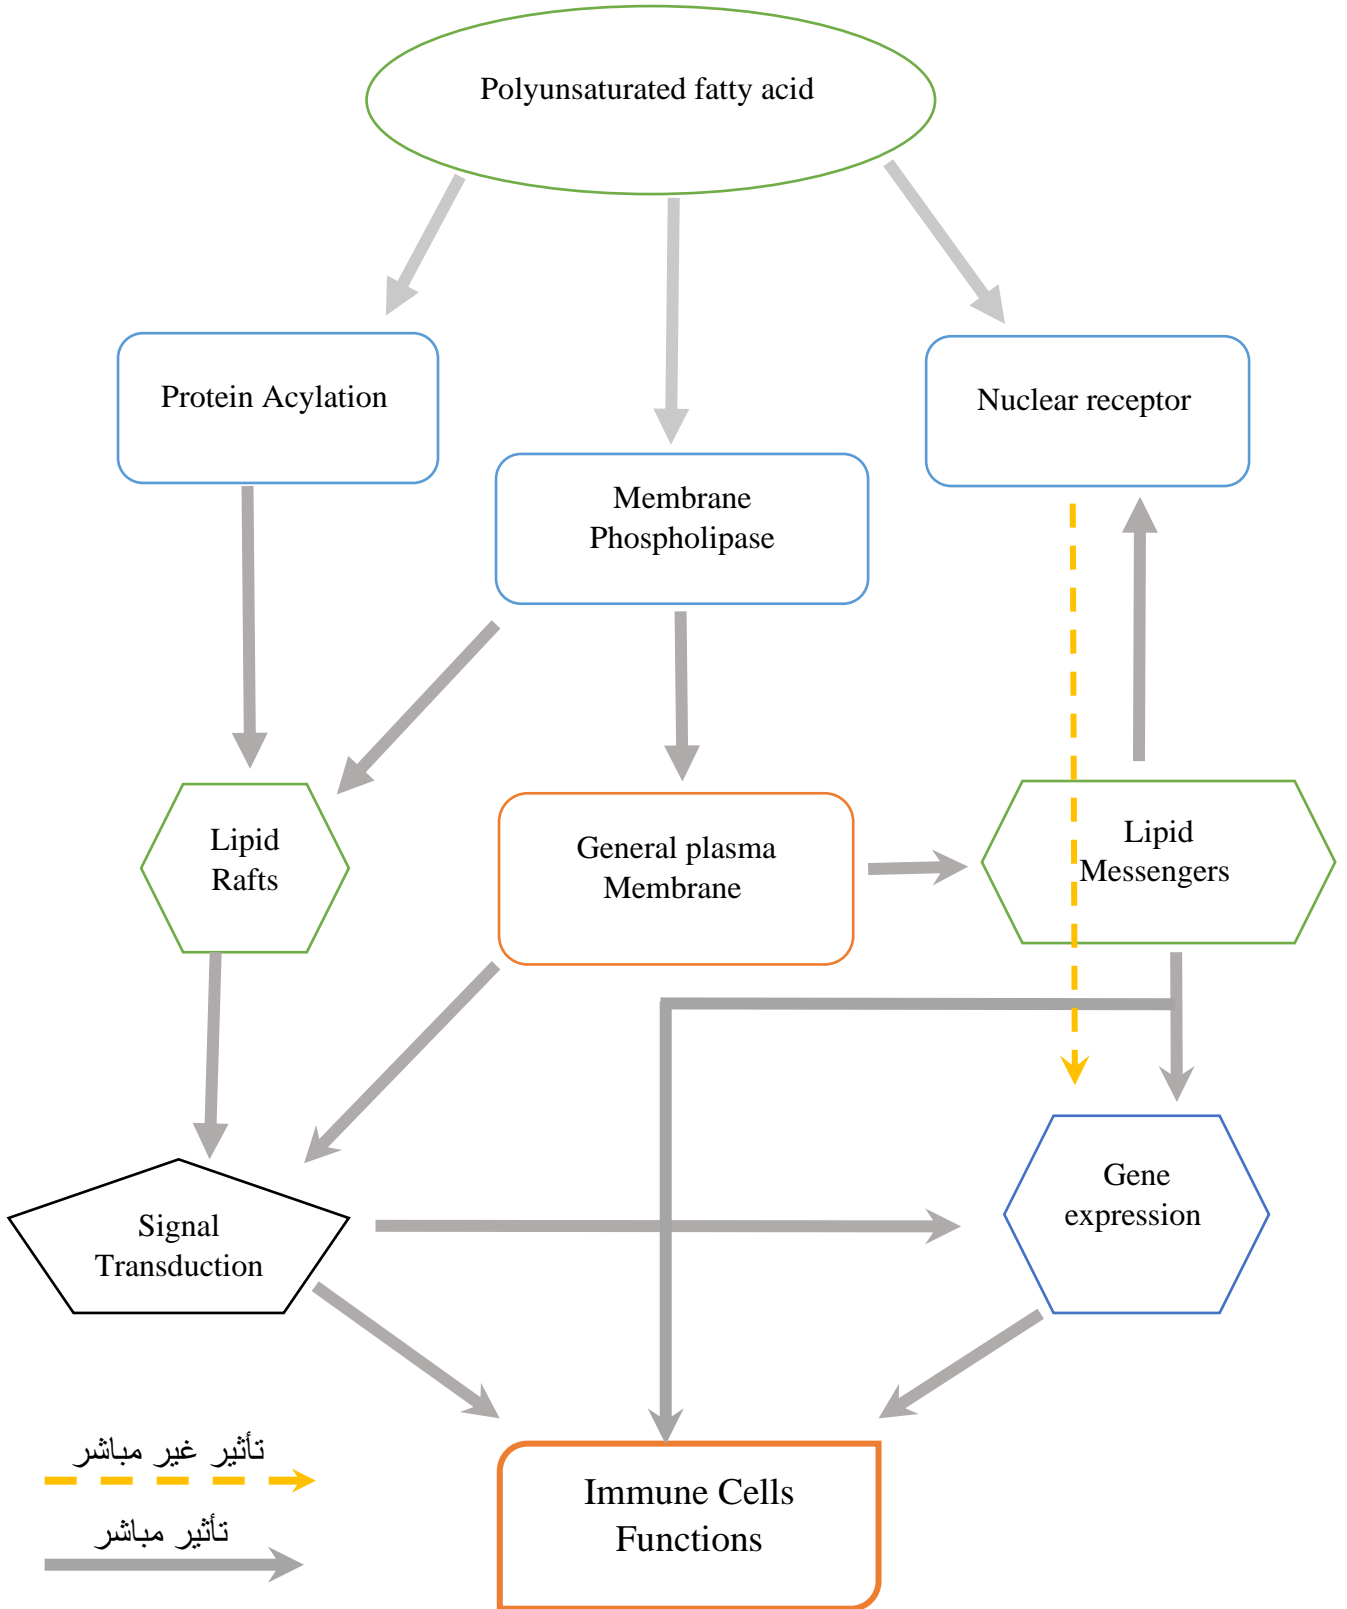 Polyunsaturated fatty acid
Protein Acylation
Nuclear receptor
Membrane
Phospholipase
Lipid
Rafts
General plasma
Membrane
Lipid
Messengers
Signal
Transduction
Gene
expression
تأثير غير مباشر
تأثير مباشر
Immune Cells
Functions